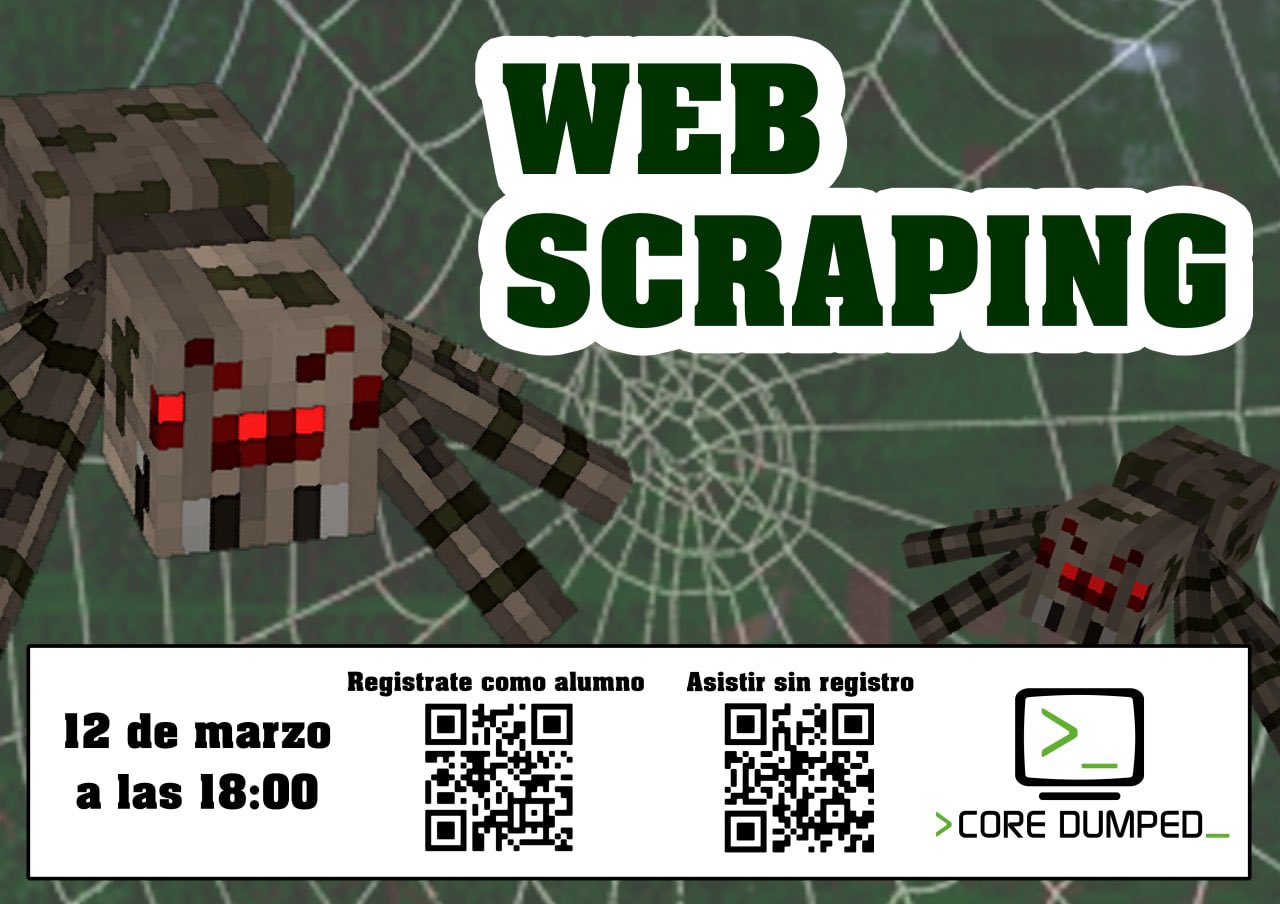 WEB
SCRAPING
Registrate como alumno
Asistir sin registro
12 de marzo
a las 18:00
>_
>CORE DUMPED_